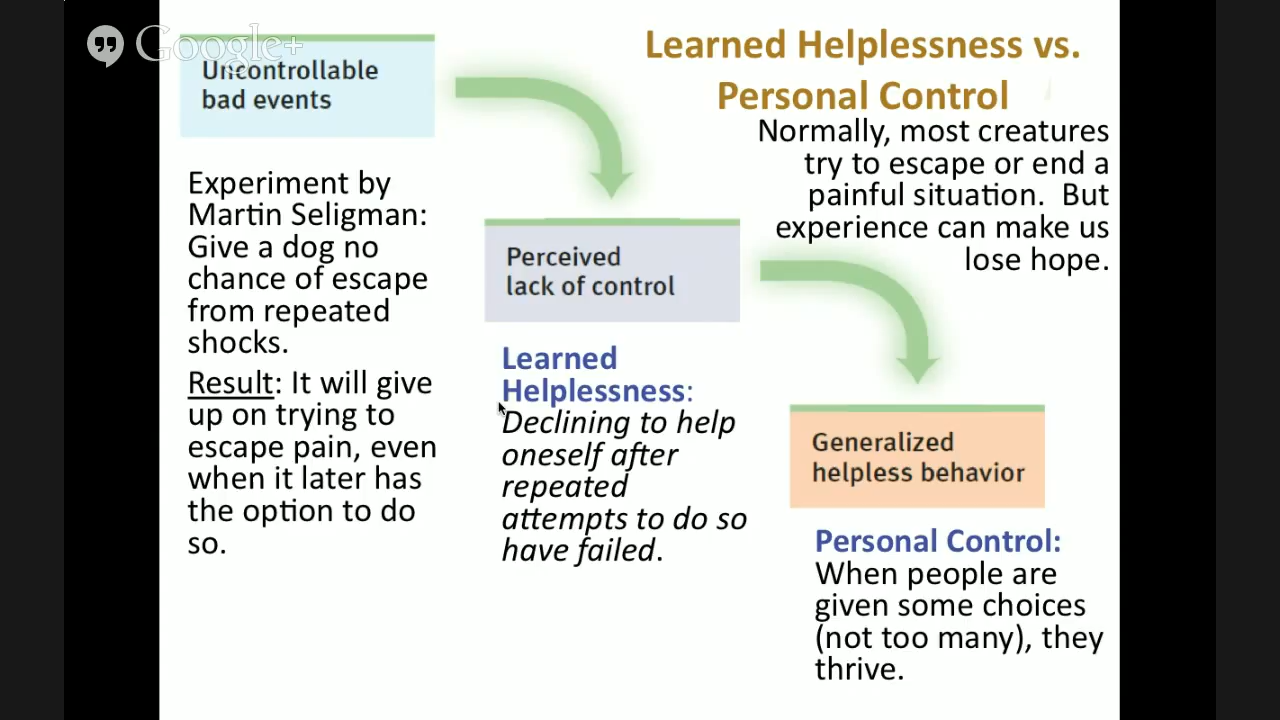 Google+
Learned Helplessness vs.
Personal Control
Uncontrollable
bad events
Normally, most creatures
try to escape or end a
painful situation.  But
experience can make us
lose hope.
Experiment by
Martin Seligman:
Give a dog no
chance of escape
from repeated
shocks.
Result: It will give
up on trying to
escape pain, even
when it later has
the option to do
so.
Perceived
lack of control
Learned
Helplessness:
Declining to help
oneself after
repeated
attempts to do so
have failed.
Generalized
helpless behavior
Personal Control:
When people are
given some choices
(not too many), they
thrive.